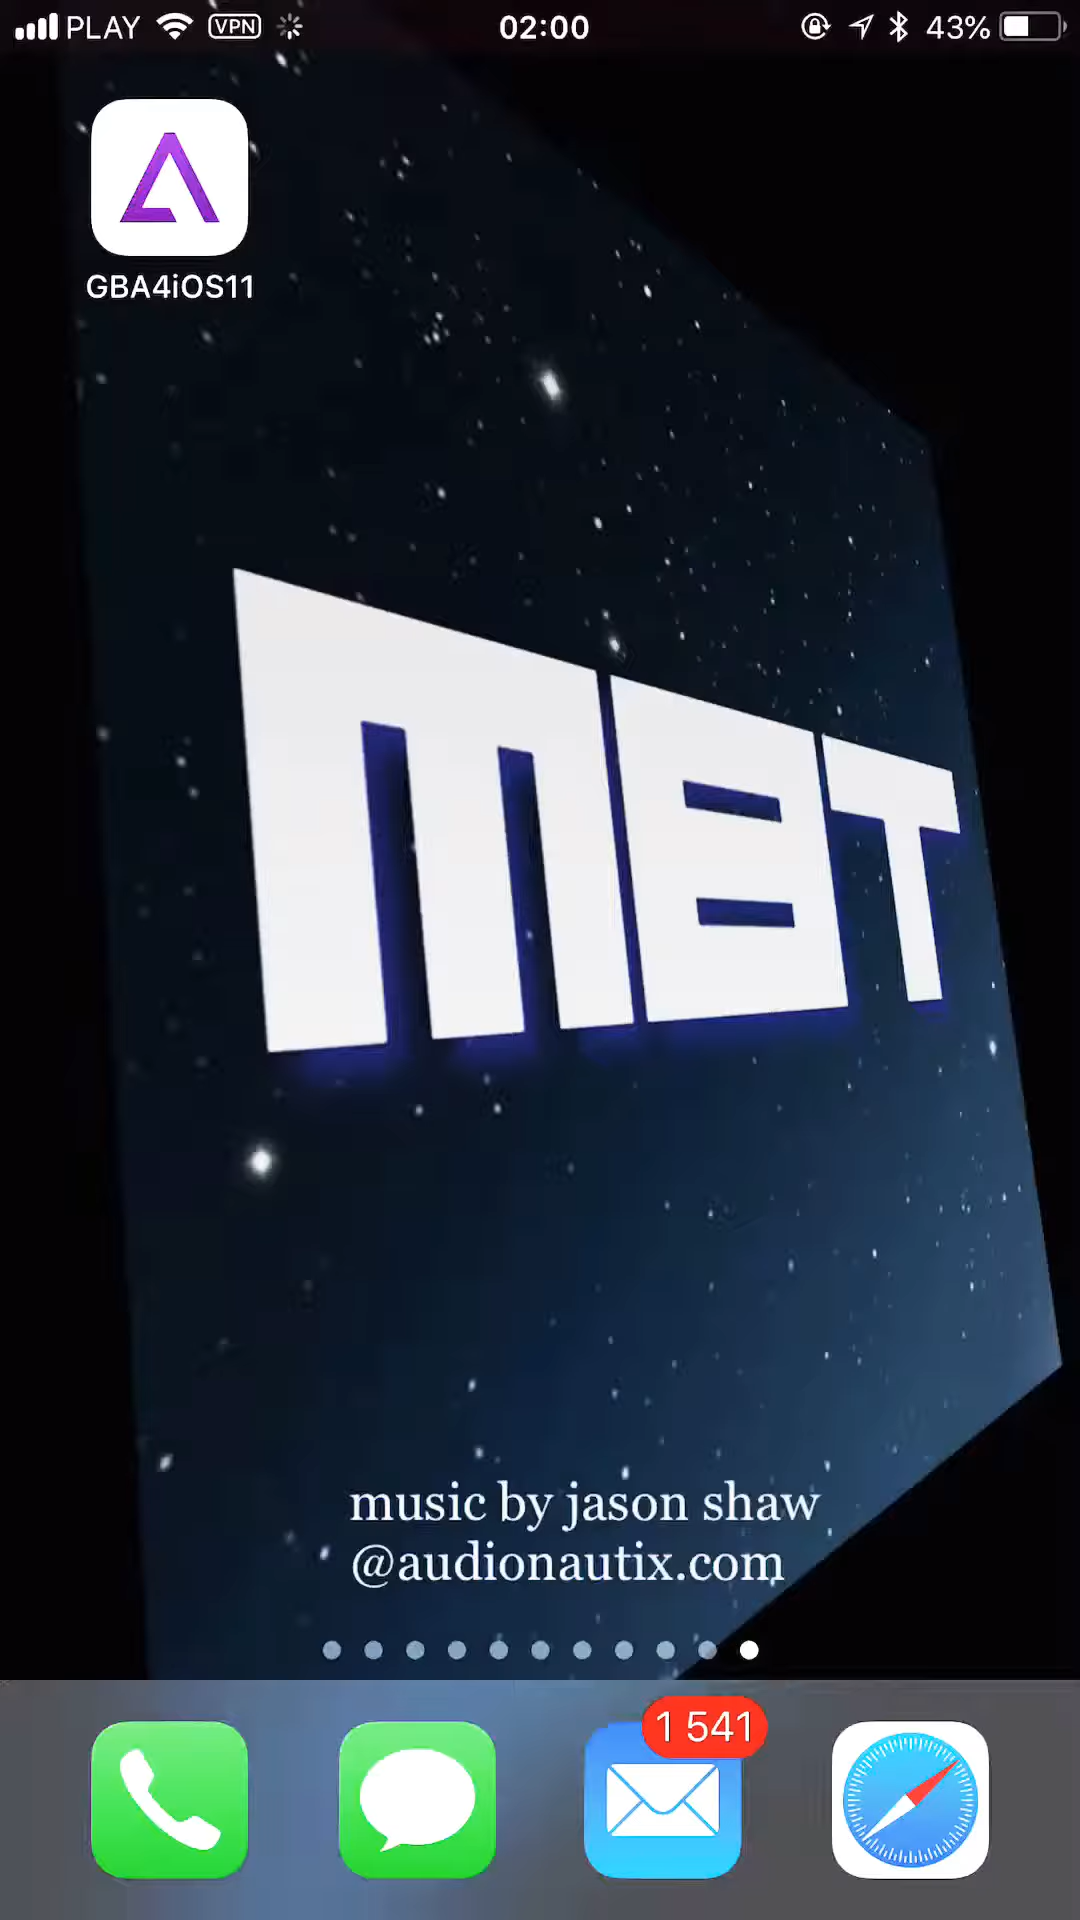 PLAY VPN 02:00 43%
GBA4iOS11
MBT
music by jason shaw
@audionautix.com
1 541